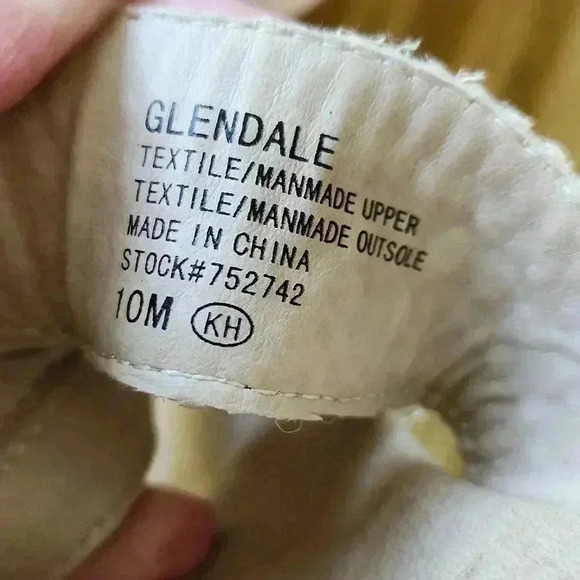 GLENDALE
TEXTILE/MANMADE UPPER
TEXTILE/MANMADE OUTSOLE
MADE IN CHINA
STOCK#752742
10M KH